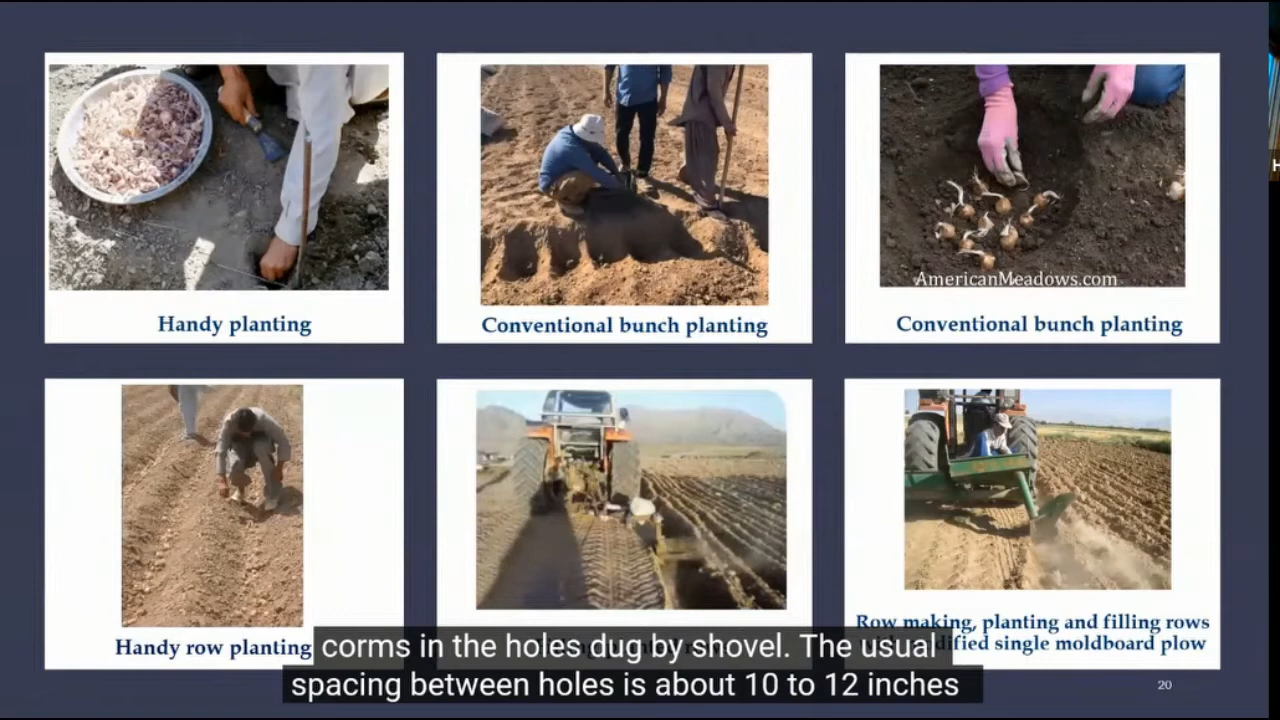 AmericanMeadows.com
Handy planting
Conventional bunch planting
Conventional bunch planting
Handy row planting
Row making, planting and filling rows
modified single moldboard plow
corms in the holes dug by shovel. The usual
spacing between holes is about 10 to 12 inches
20
H